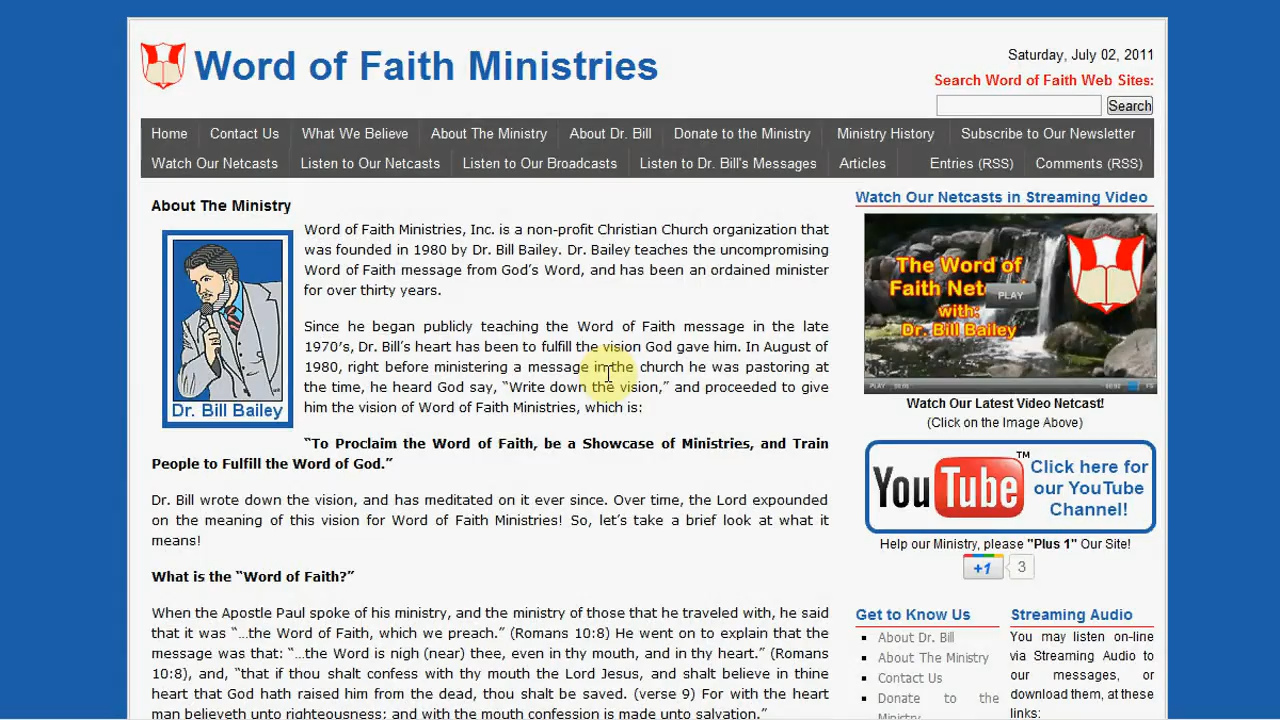 Word of Faith Ministries
Saturday, July 02, 2011
Search Word of Faith Web Sites:
Search
Home Contact Us What We Believe About The Ministry About Dr. Bill Donate to the Ministry Ministry History Subscribe to Our Newsletter
Watch Our Netcasts Listen to Our Netcasts Listen to Our Broadcasts Listen to Dr. Bill's Messages Articles Entries (RSS) Comments (RSS)
About The Ministry
Dr. Bill Bailey
Word of Faith Ministries, Inc. is a non-profit Christian Church organization that
was founded in 1980 by Dr. Bill Bailey. Dr. Bailey teaches the uncompromising
Word of Faith message from God's Word, and has been an ordained minister
for over thirty years.
Since he began publicly teaching the Word of Faith message in the late
1970's, Dr. Bill's heart has been to fulfill the vision God gave him. In August of
1980, right before ministering a message in the church he was pastoring at
the time, he heard God say, “Write down the vision,” and proceeded to give
him the vision of Word of Faith Ministries, which is:
“To Proclaim the Word of Faith, be a Showcase of Ministries, and Train
People to Fulfill the Word of God.”
Dr. Bill wrote down the vision, and has meditated on it ever since. Over time, the Lord expounded
on the meaning of this vision for Word of Faith Ministries! So, let's take a brief look at what it
means!
What is the “Word of Faith?”
When the Apostle Paul spoke of his ministry, and the ministry of those that he traveled with, he said
that it was “…the Word of Faith, which we preach.” (Romans 10:8) He went on to explain that the
message was that: “…the Word is nigh (near) thee, even in thy mouth, and in thy heart.” (Romans
10:8), and, “that if thou shalt confess with thy mouth the Lord Jesus, and shalt believe in thine
heart that God hath raised him from the dead, thou shalt be saved. (verse 9) For with the heart
man believeth unto righteousness; and with the mouth confession is made unto salvation.”
Watch Our Netcasts in Streaming Video
The Word of
Faith
with:
Dr. Bill Bailey
PLAY
PLAY
Watch Our Latest Video Netcast!
(Click on the Image Above)
YouTube™
Click here for
our YouTube
Channel!
Help our Ministry, please "Plus 1" Our Site!
+1 3
Get to Know Us
About Dr. Bill
About The Ministry
Contact Us
Donate to the
Ministry
Streaming Audio
You may listen on-line
via Streaming Audio to
our messages, or
download them, at these
links: